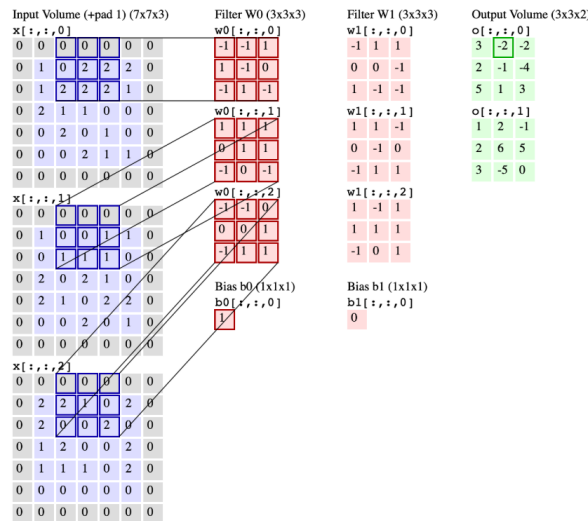 Input Volume (+pad 1) (7x7x3)
x[:,:,0]
0 0 0 0 0 0 0
0 1 0 2 2 2 0
0 1 2 2 2 1 0
0 2 1 1 0 0 0
0 0 2 0 1 0 0
0 0 0 2 1 1 0
0 0 0 0 0 0 0
x[:,:,1]
0 0 0 0 0 0 0
0 1 0 0 1 1 0
0 0 1 1 1 0 0
0 2 0 2 1 0 0
0 2 1 0 2 2 0
0 0 0 2 0 1 0
0 0 0 0 0 0 0
x[:,:,2]
0 0 0 0 0 0 0
0 2 2 1 0 2 0
0 2 0 0 2 0 0
0 1 2 0 0 2 0
0 1 1 1 0 2 0
0 0 0 0 0 0 0
0 0 0 0 0 0 0
Filter W0 (3x3x3)
w0[:,:,0]
-1 -1 1
1 -1 0
-1 1 -1
w0[:,:,1]
1 1 1
0 1 1
-1 0 -1
w0[:,:,2]
-1 -1 0
0 0 1
-1 1 1
Bias b0 (1x1x1)
b0[:,:,0]
1
Filter W1 (3x3x3)
w1[:,:,0]
-1 1 1
0 0 -1
1 -1 -1
w1[:,:,1]
1 1 -1
0 -1 0
-1 1 1
w1[:,:,2]
1 -1 1
1 1 1
-1 0 1
Bias b1 (1x1x1)
b1[:,:,0]
0
Output Volume (3x3x2)
o[:,:,0]
3 -2 -2
2 -1 -4
5 1 3
o[:,:,1]
1 2 -1
2 6 5
3 -5 0